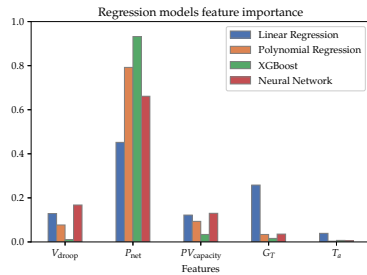 Regression models feature importance
Linear Regression
Polynomial Regression
XGBoost
Neural Network
1.0
0.8
0.6
0.4
0.2
0.0
V_droop P_net PV_capacity G_T T_a
Features